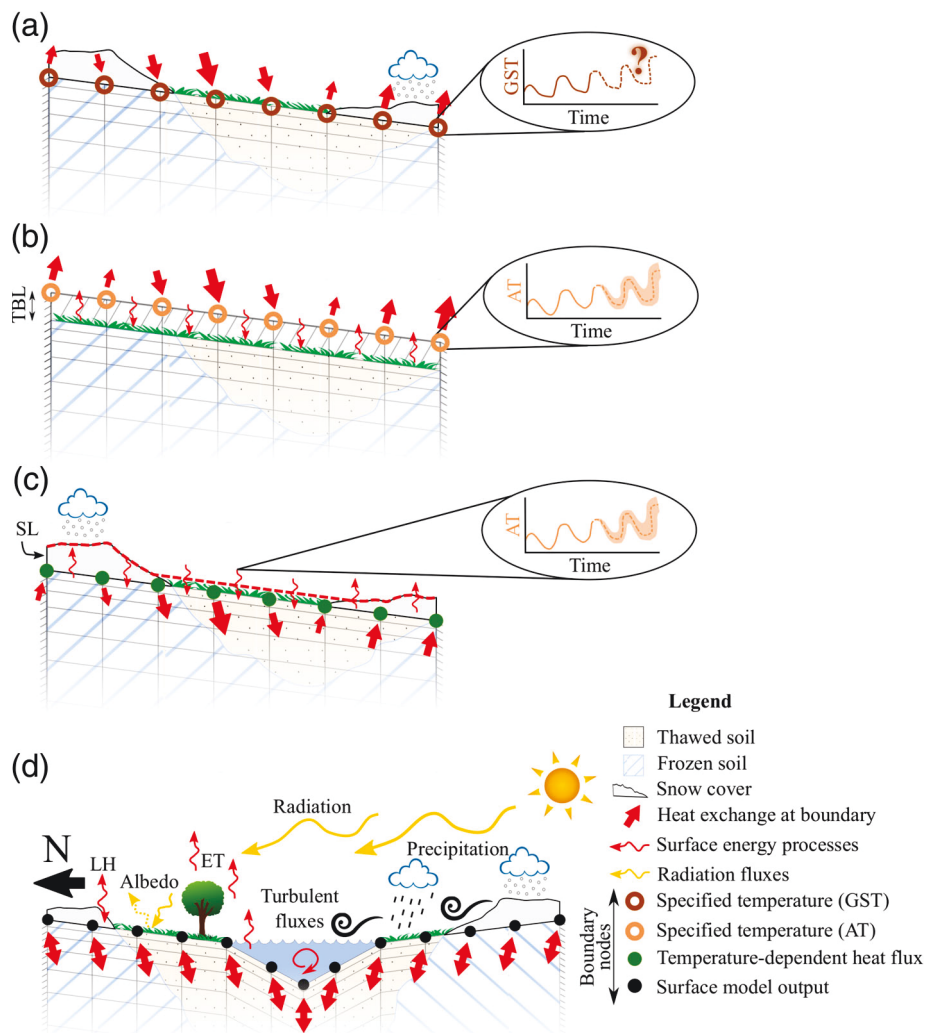 (a)
GST
?
Time
(b)
TBL
AT
Time
(c)
SL
AT
Time
Legend
Thawed soil
(d)
Frozen soil
Snow cover
Radiation
Heat exchange at boundary
N
LH
ET
Precipitation
Surface energy processes
Albedo
Radiation fluxes
Turbulent
fluxes
Boundary
nodes
Specified temperature (GST)
Specified temperature (AT)
Temperature-dependent heat flux
Surface model output